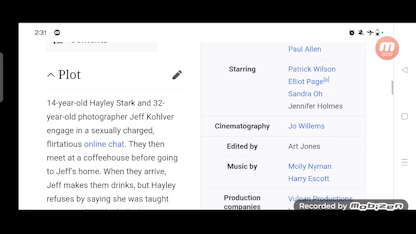 2:31
Plot
14-year-old Hayley Stark and 32-
year-old photographer Jeff Kohlver
engage in a sexually charged,
flirtatious online chat. They then
meet at a coffeehouse before going
to Jeff's home. When they arrive,
Jeff makes them drinks, but Hayley
refuses by saying she was taught
Paul Allen
Starring
Patrick Wilson
Elliot Page[a]
Sandra Oh
Jennifer Holmes
Cinematography
Jo Willems
Edited by
Art Jones
Music by
Molly Nyman
Harry Escott
Production
companies
Vulcan Productions
Recorded by Mobizen